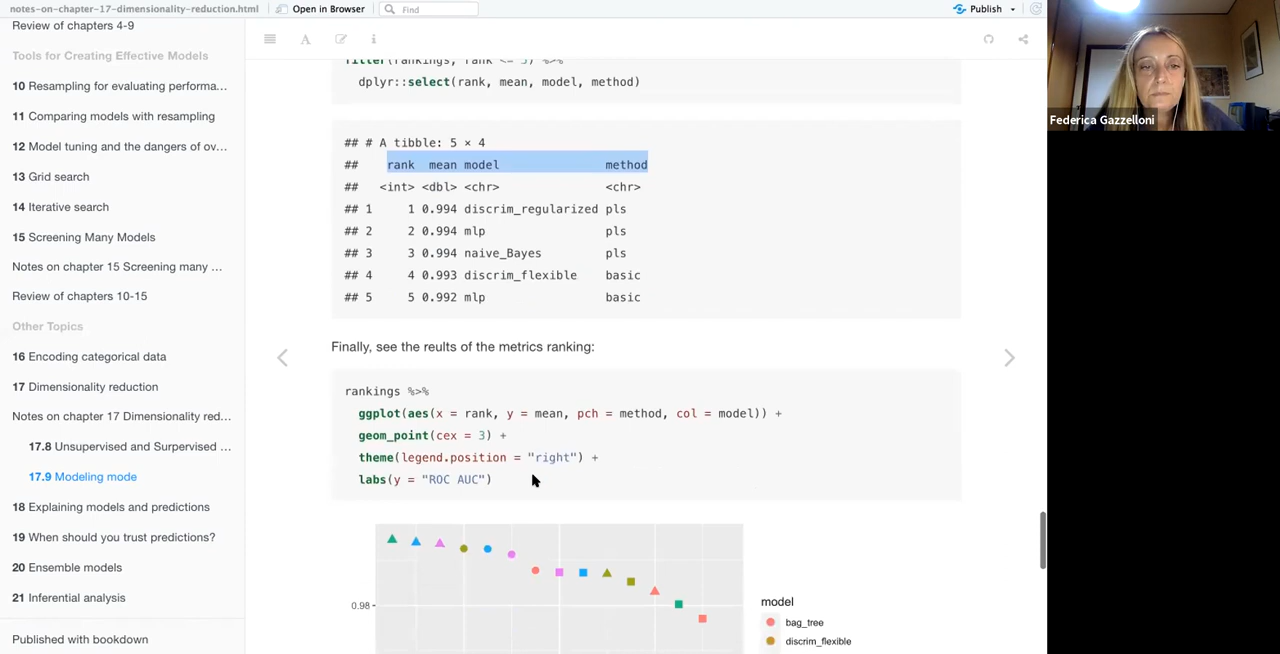 notes-on-chapter-17-dimensionality-reduction.html
Open in Browser
Find
Publish
Review of chapters 4-9
Tools for Creating Effective Models
10 Resampling for evaluating performa…
11 Comparing models with resampling
12 Model tuning and the dangers of ov…
13 Grid search
14 Iterative search
15 Screening Many Models
Notes on chapter 15 Screening many …
Review of chapters 10-15
Other Topics
16 Encoding categorical data
17 Dimensionality reduction
Notes on chapter 17 Dimensionality red…
17.8 Unsupervised and Surpervised …
17.9 Modeling mode
18 Explaining models and predictions
19 When should you trust predictions?
20 Ensemble models
21 Inferential analysis
Published with bookdown
filter(rankings, rank <= 5) %>%
dplyr::select(rank, mean, model, method)
## # A tibble: 5 × 4
## rank mean model method
## <int> <dbl> <chr> <chr>
## 1 1 0.994 discrim_regularized pls
## 2 2 0.994 mlp pls
## 3 3 0.994 naive_Bayes pls
## 4 4 0.993 discrim_flexible basic
## 5 5 0.992 mlp basic
Finally, see the reults of the metrics ranking:
rankings %>%
ggplot(aes(x = rank, y = mean, pch = method, col = model)) +
geom_point(cex = 3) +
theme(legend.position = "right") +
labs(y = "ROC AUC")
0.98
model
bag_tree
discrim_flexible
Federica Gazzelloni